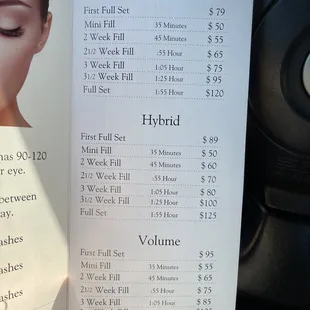 First Full Set $ 79
Mini Fill 35 Minutes $ 50
2 Week Fill 45 Minutes $ 55
21/2 Week Fill :55 Hour $ 65
3 Week Fill 1:05 Hour $ 75
31/2 Week Fill 1:25 Hour $ 95
Full Set 1:55 Hour $120
Hybrid
First Full Set $ 89
Mini Fill 35 Minutes $ 50
2 Week Fill 45 Minutes $ 60
21/2 Week Fill :55 Hour $ 70
3 Week Fill 1:05 Hour $ 80
31/2 Week Fill 1:25 Hour $100
Full Set 1:55 Hour $125
Volume
First Full Set $ 95
Mini Fill 35 Minutes $ 55
2 Week Fill 45 Minutes $ 65
21/2 Week Fill :55 Hour $ 75
3 Week Fill 1:05 Hour $ 85
has 90-120
r eye.
between
ay.
ashes
ashes
ashes